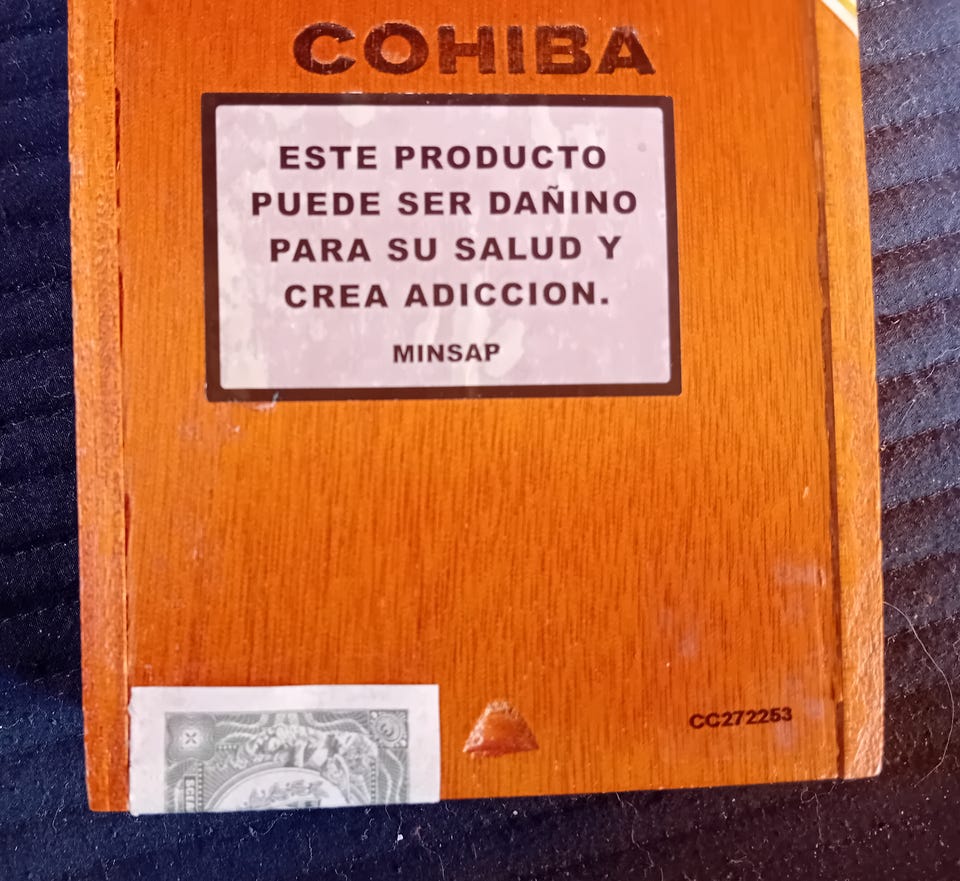 COHIBA
ESTE PRODUCTO
PUEDE SER DAÑINO
PARA SU SALUD Y
CREA ADICCION.
MINSAP
CC272253